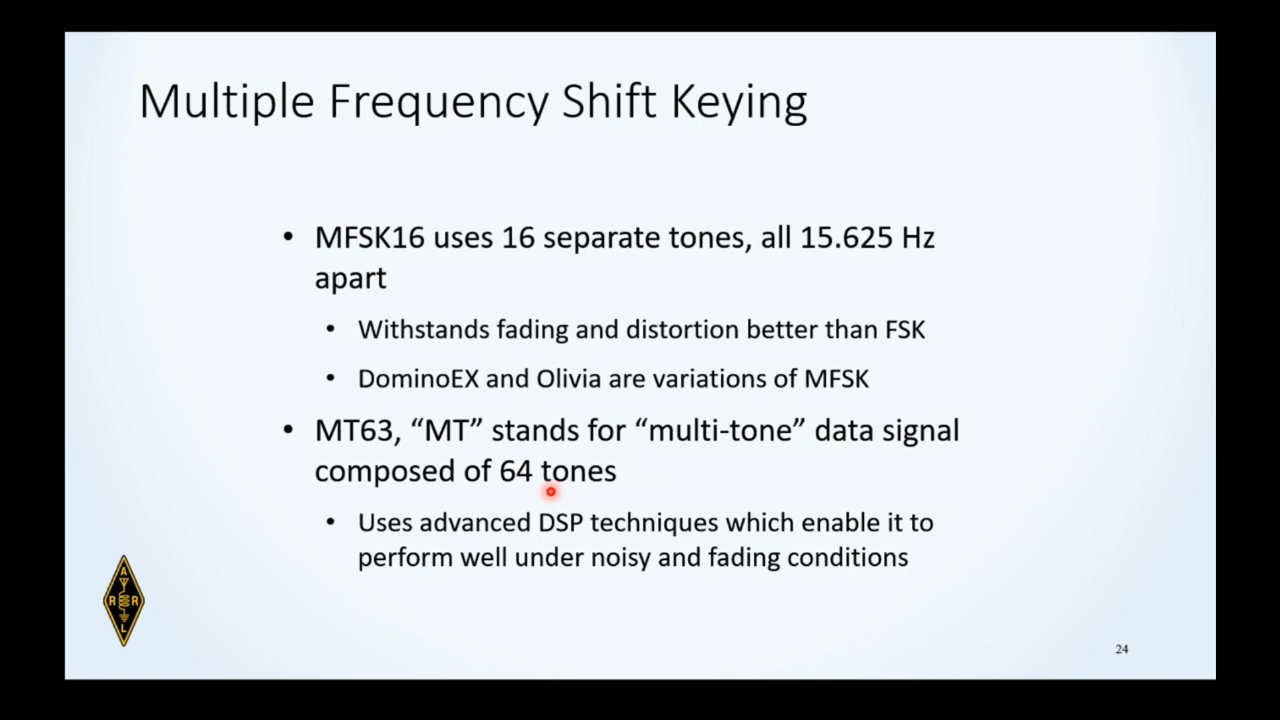 Multiple Frequency Shift Keying
• MFSK16 uses 16 separate tones, all 15.625 Hz
apart
• Withstands fading and distortion better than FSK
• DominoEX and Olivia are variations of MFSK
• MT63, “MT” stands for “multi-tone” data signal
composed of 64 tones
• Uses advanced DSP techniques which enable it to
perform well under noisy and fading conditions
A
R R
L
24